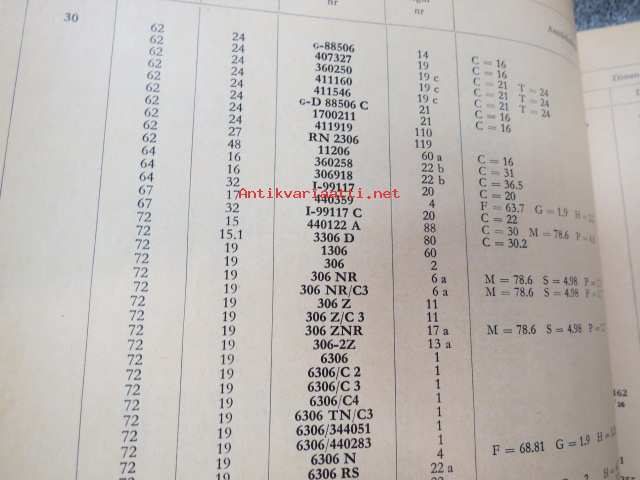 nr
nr
30
Anmärk
Dimen
62 24 G-88506 14 C = 16
62 24 407327 19 C = 16
62 24 360250 19 c C = 21 T = 24
62 24 411160 19 c C = 21 T = 24
62 24 411546 19 c C = 21 T = 24
62 24 G-D 88506 C 21 C = 16
62 24 1700211 21 C = 16
62 27 411919 110
64 48 RN 2306 119
64 16 11206 60 a C = 16
64 16 360258 22 b C = 31
67 32 306918 22 b C = 36.5
67 17 I-99117 20 C = 20
72 32 440359 4 F = 63.7 G = 1.9 H =
72 15 I-99117 C 20 C = 22
72 15.1 440122 A 88 C = 30 M = 78.6 P =
72 19 3306 D 80 C = 30.2
72 19 1306 60
72 19 306 2
72 19 306 NR 6 a M = 78.6 S = 4.98 P =
72 19 306 NR/C3 6 a M = 78.6 S = 4.98 P =
72 19 306 Z 11
72 19 306 Z/C 3 11
72 19 306 ZNR 17 a M = 78.6 S = 4.98 P =
72 19 306-2Z 13 a
72 19 6306 1
72 19 6306/C 2 1
72 19 6306/C 3 1
72 19 6306/C4 1
72 19 6306 TN/C3 1
72 19 6306/344051 1
72 19 6306/440283 1
72 19 6306 N 4 F = 68.81 G = 1.9 H =
72 19 6306 RS 22 a
Antikvariaatti.net
162